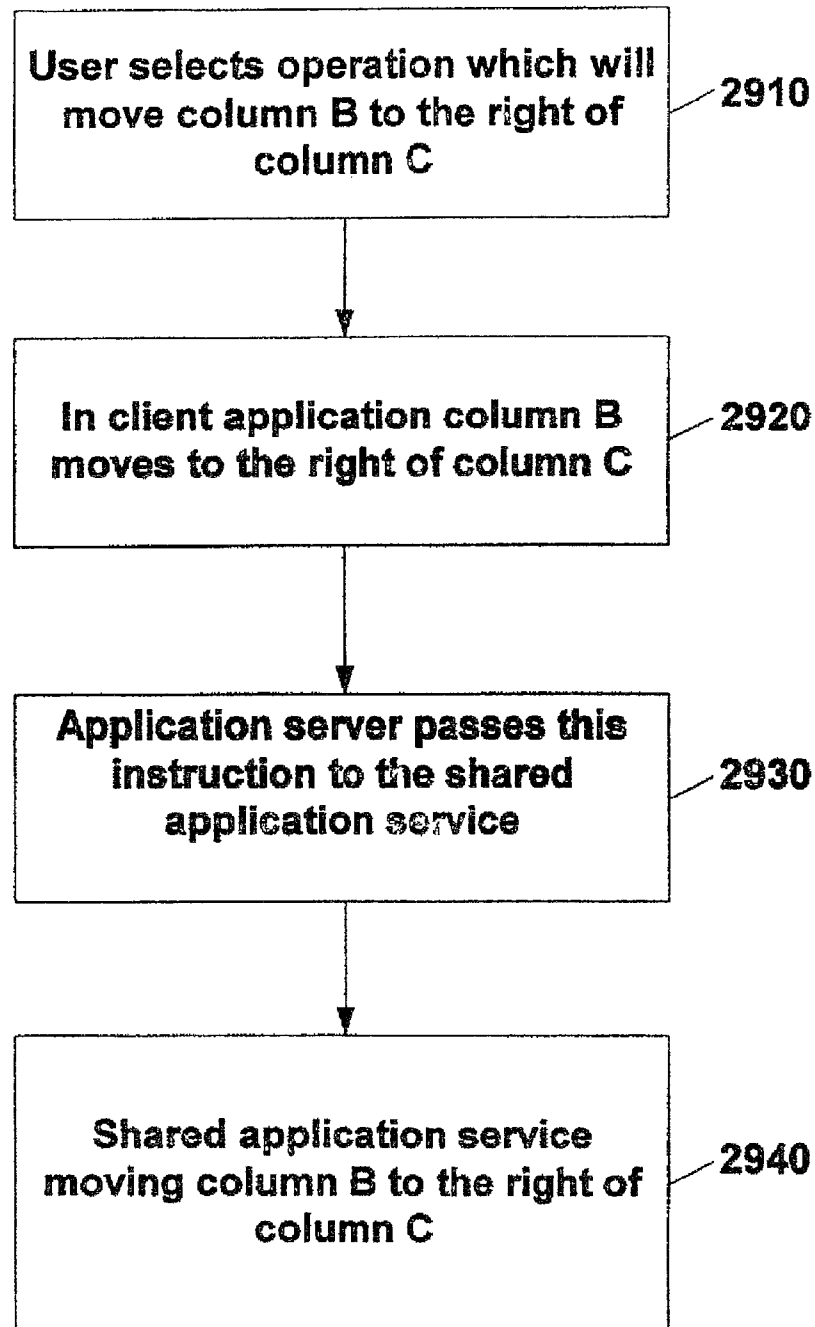 User selects operation which will
move column B to the right of
column C
2910
In client application column B
moves to the right of column C
2920
Application server passes this
instruction to the shared
application service
2930
Shared application service
moving column B to the right of
column C
2940